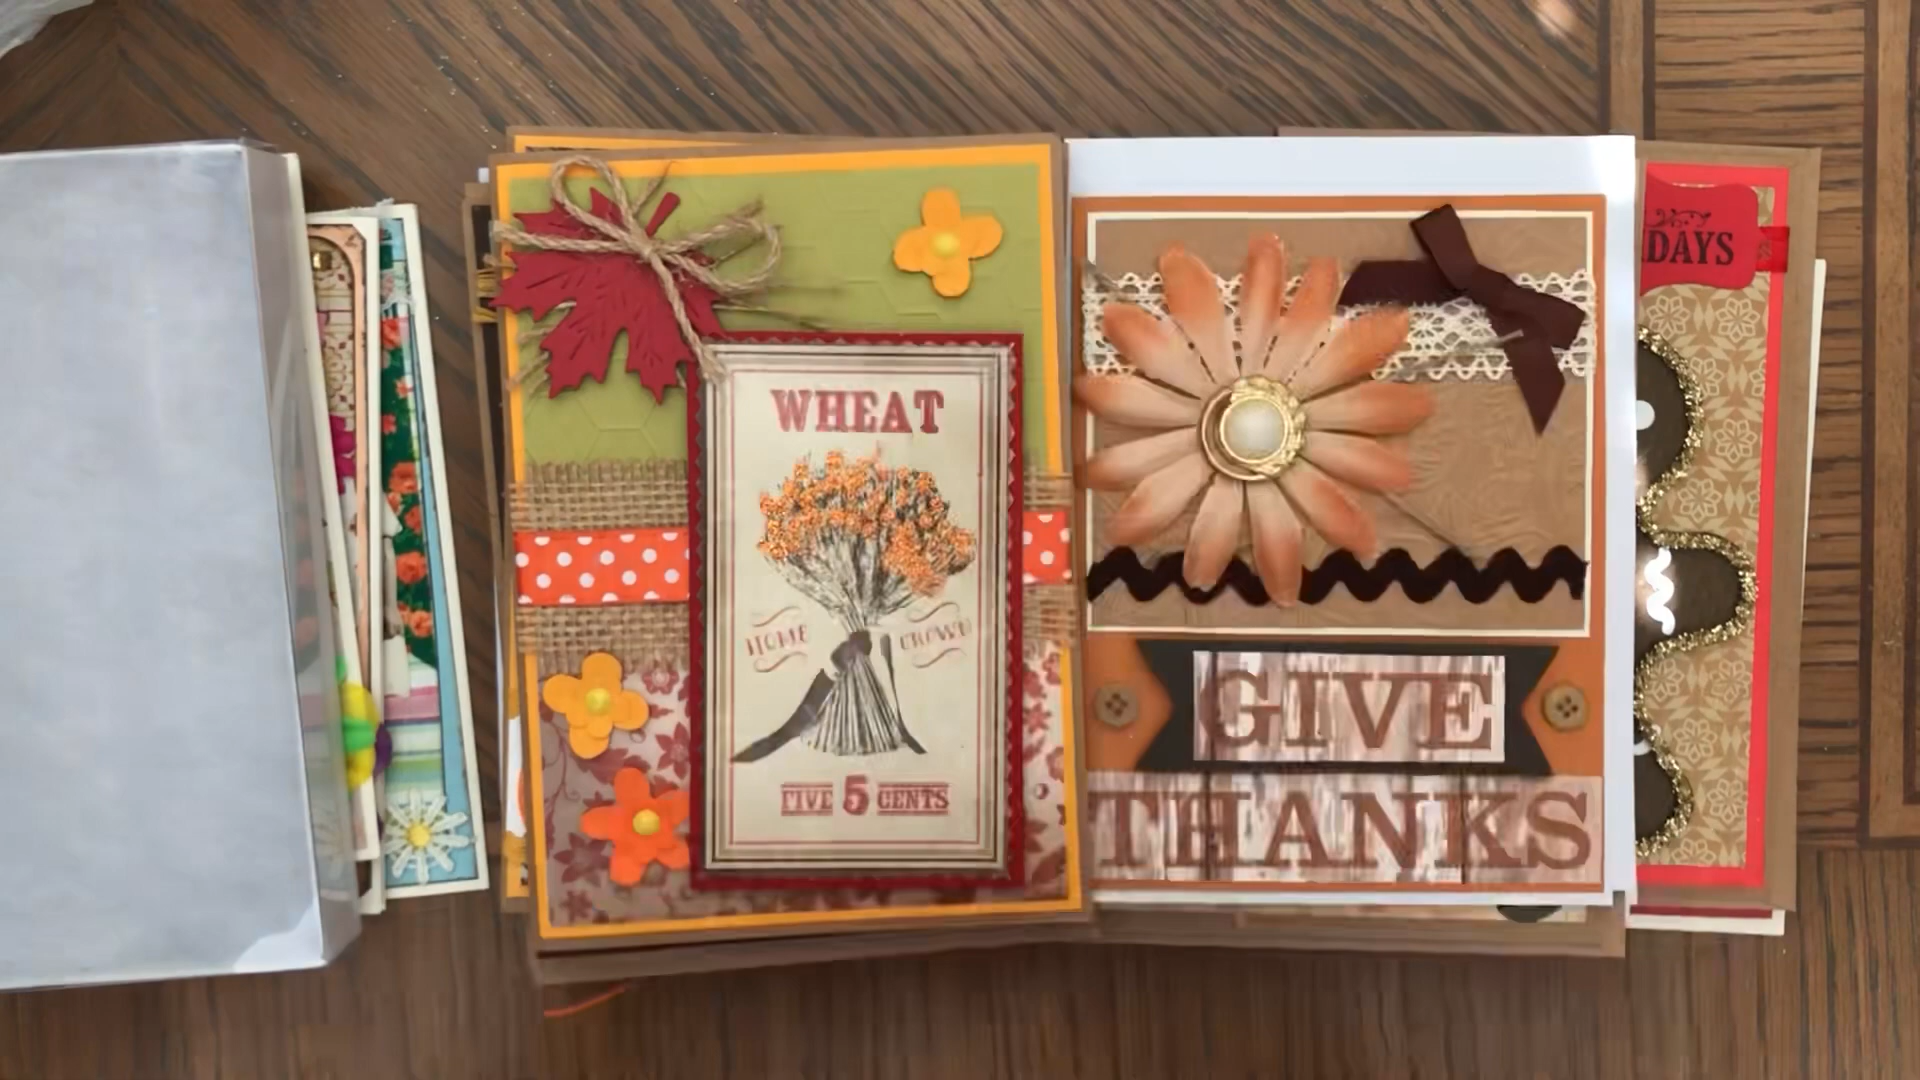 WHEAT
HOME GROWN
FIVE 5 CENTS
GIVE
THANKS
DAYS